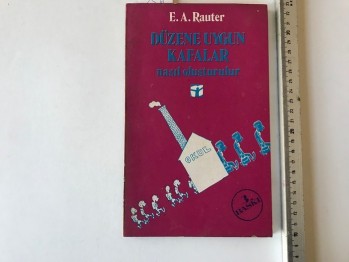 E. A. Rauter
DÜZENE UYGUN
KAFALAR
nasıl oluşturulur
OKUL